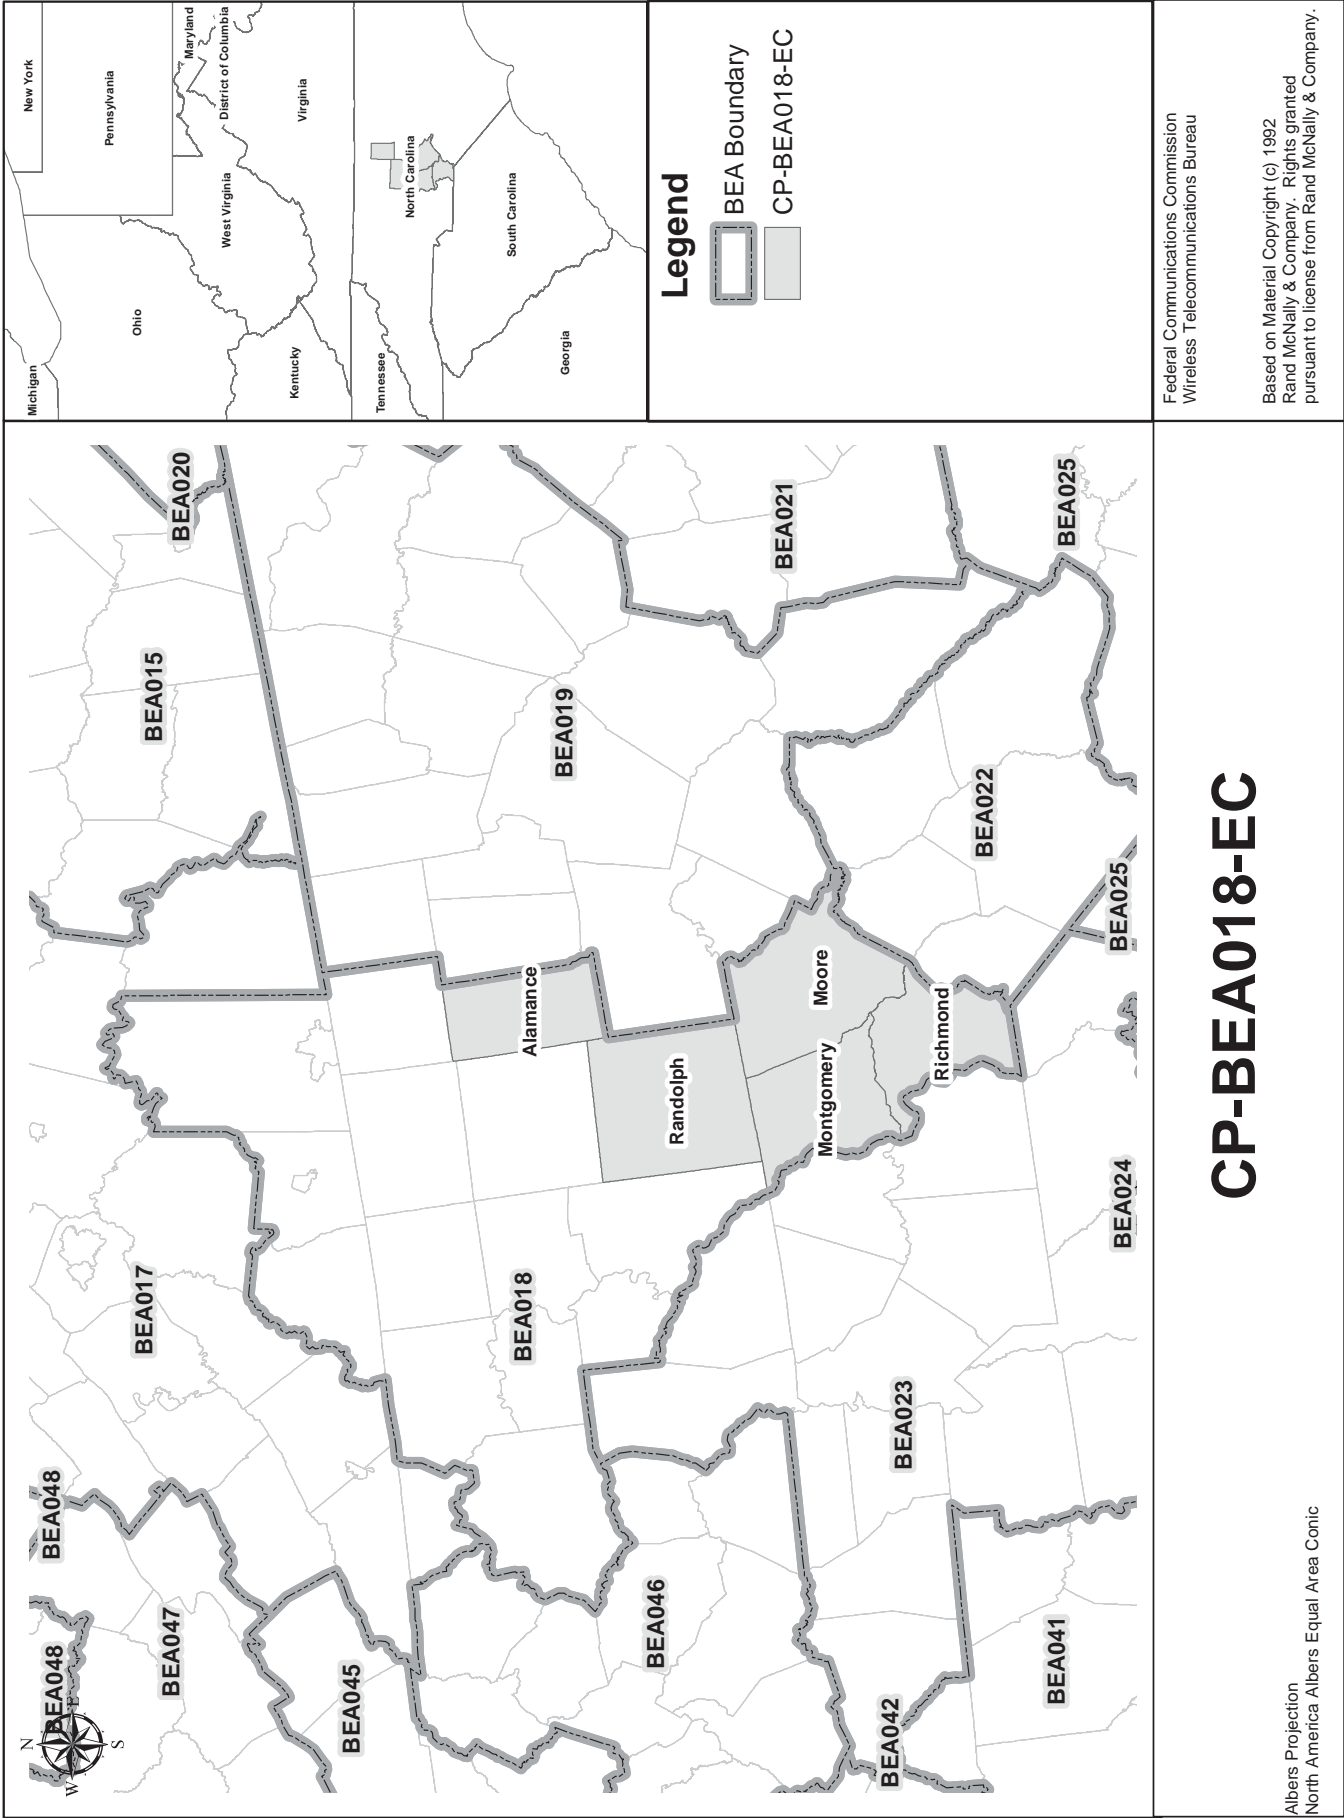 N
W
E
S
BEA048
BEA048
BEA047
BEA045
BEA046
BEA042
BEA041
BEA017
BEA018
BEA023
BEA024
BEA015
BEA020
BEA019
BEA021
BEA022
BEA025
BEA025
Alamance
Randolph
Montgomery
Moore
Richmond
Michigan
New York
Pennsylvania
Ohio
Maryland
District of Columbia
West Virginia
Virginia
Kentucky
Tennessee
North Carolina
South Carolina
Georgia
Legend
BEA Boundary
CP-BEA018-EC
Albers Projection
North America Albers Equal Area Conic
CP-BEA018-EC
Federal Communications Commission
Wireless Telecommunications Bureau
Based on Material Copyright (c) 1992
Rand McNally & Company. Rights granted
pursuant to license from Rand McNally & Company.